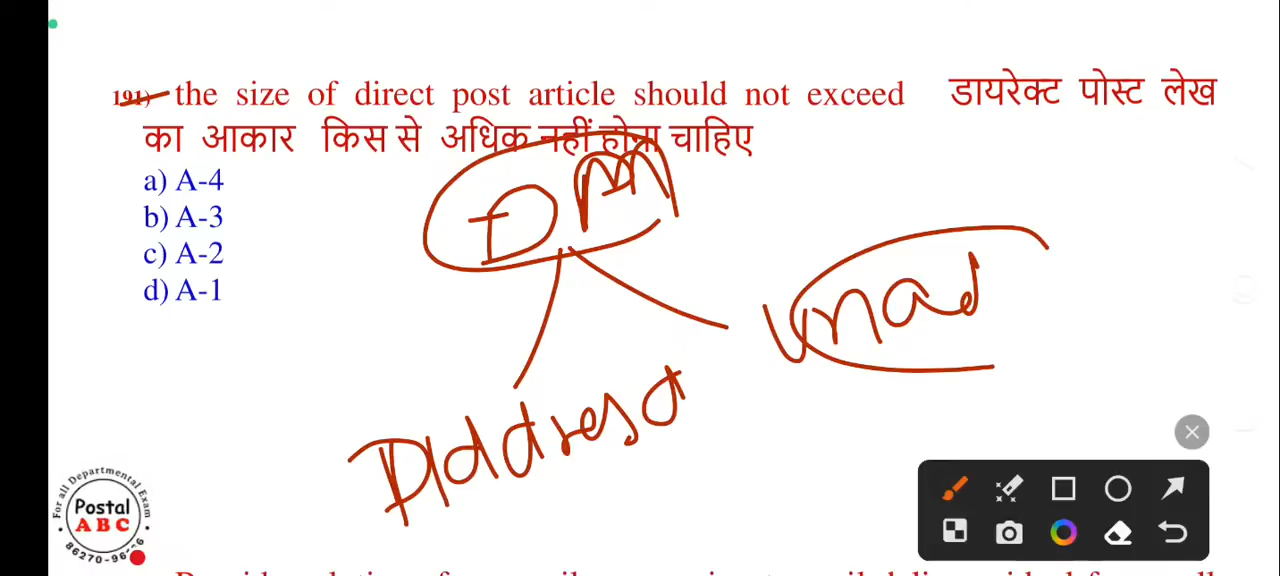 191) the size of direct post article should not exceed डायरेक्ट पोस्ट लेख
का आकार किस से अधिक नहीं होना चाहिए
a) A-4
b) A-3
c) A-2
d) A-1
DM
unad
Addresd
For all Departmental Exam
Postal
ABC